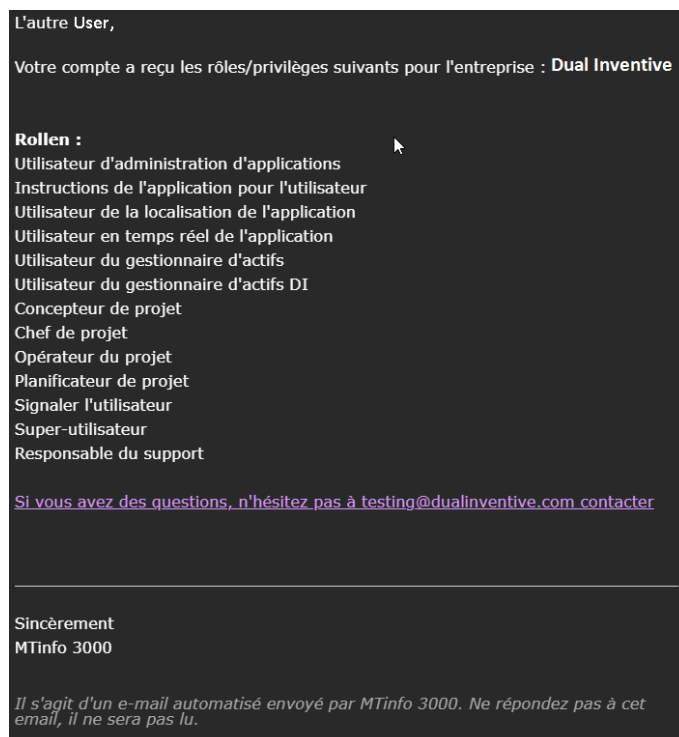 L'autre User,
Votre compte a reçu les rôles/privilèges suivants pour l'entreprise : Dual Inventive
Rollen :
Utilisateur d'administration d'applications
Instructions de l'application pour l'utilisateur
Utilisateur de la localisation de l'application
Utilisateur en temps réel de l'application
Utilisateur du gestionnaire d'actifs
Utilisateur du gestionnaire d'actifs DI
Concepteur de projet
Chef de projet
Opérateur du projet
Planificateur de projet
Signaler l'utilisateur
Super-utilisateur
Responsable du support
Si vous avez des questions, n'hésitez pas à testing@dualinventive.com contacter
Sincèrement
MTinfo 3000
Il s'agit d'un e-mail automatisé envoyé par MTinfo 3000. Ne répondez pas à cet
email, il ne sera pas lu.